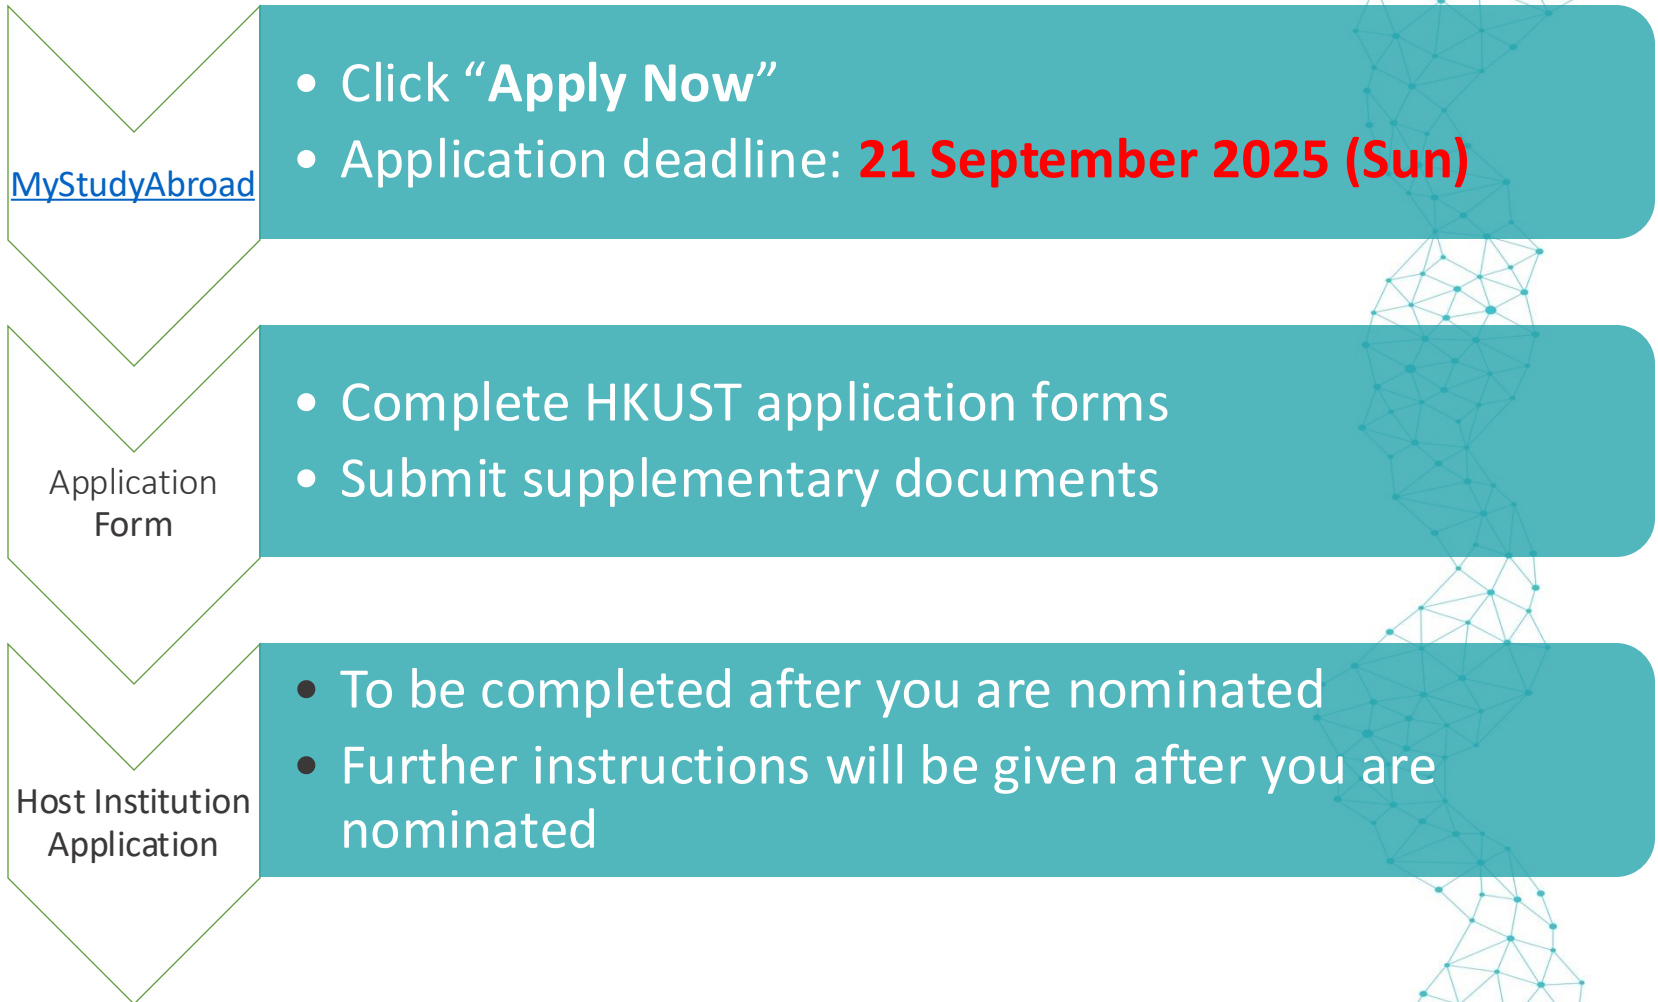 MyStudyAbroad
• Click “Apply Now”
• Application deadline: 21 September 2025 (Sun)
Application
Form
• Complete HKUST application forms
• Submit supplementary documents
Host Institution
Application
• To be completed after you are nominated
• Further instructions will be given after you are
nominated